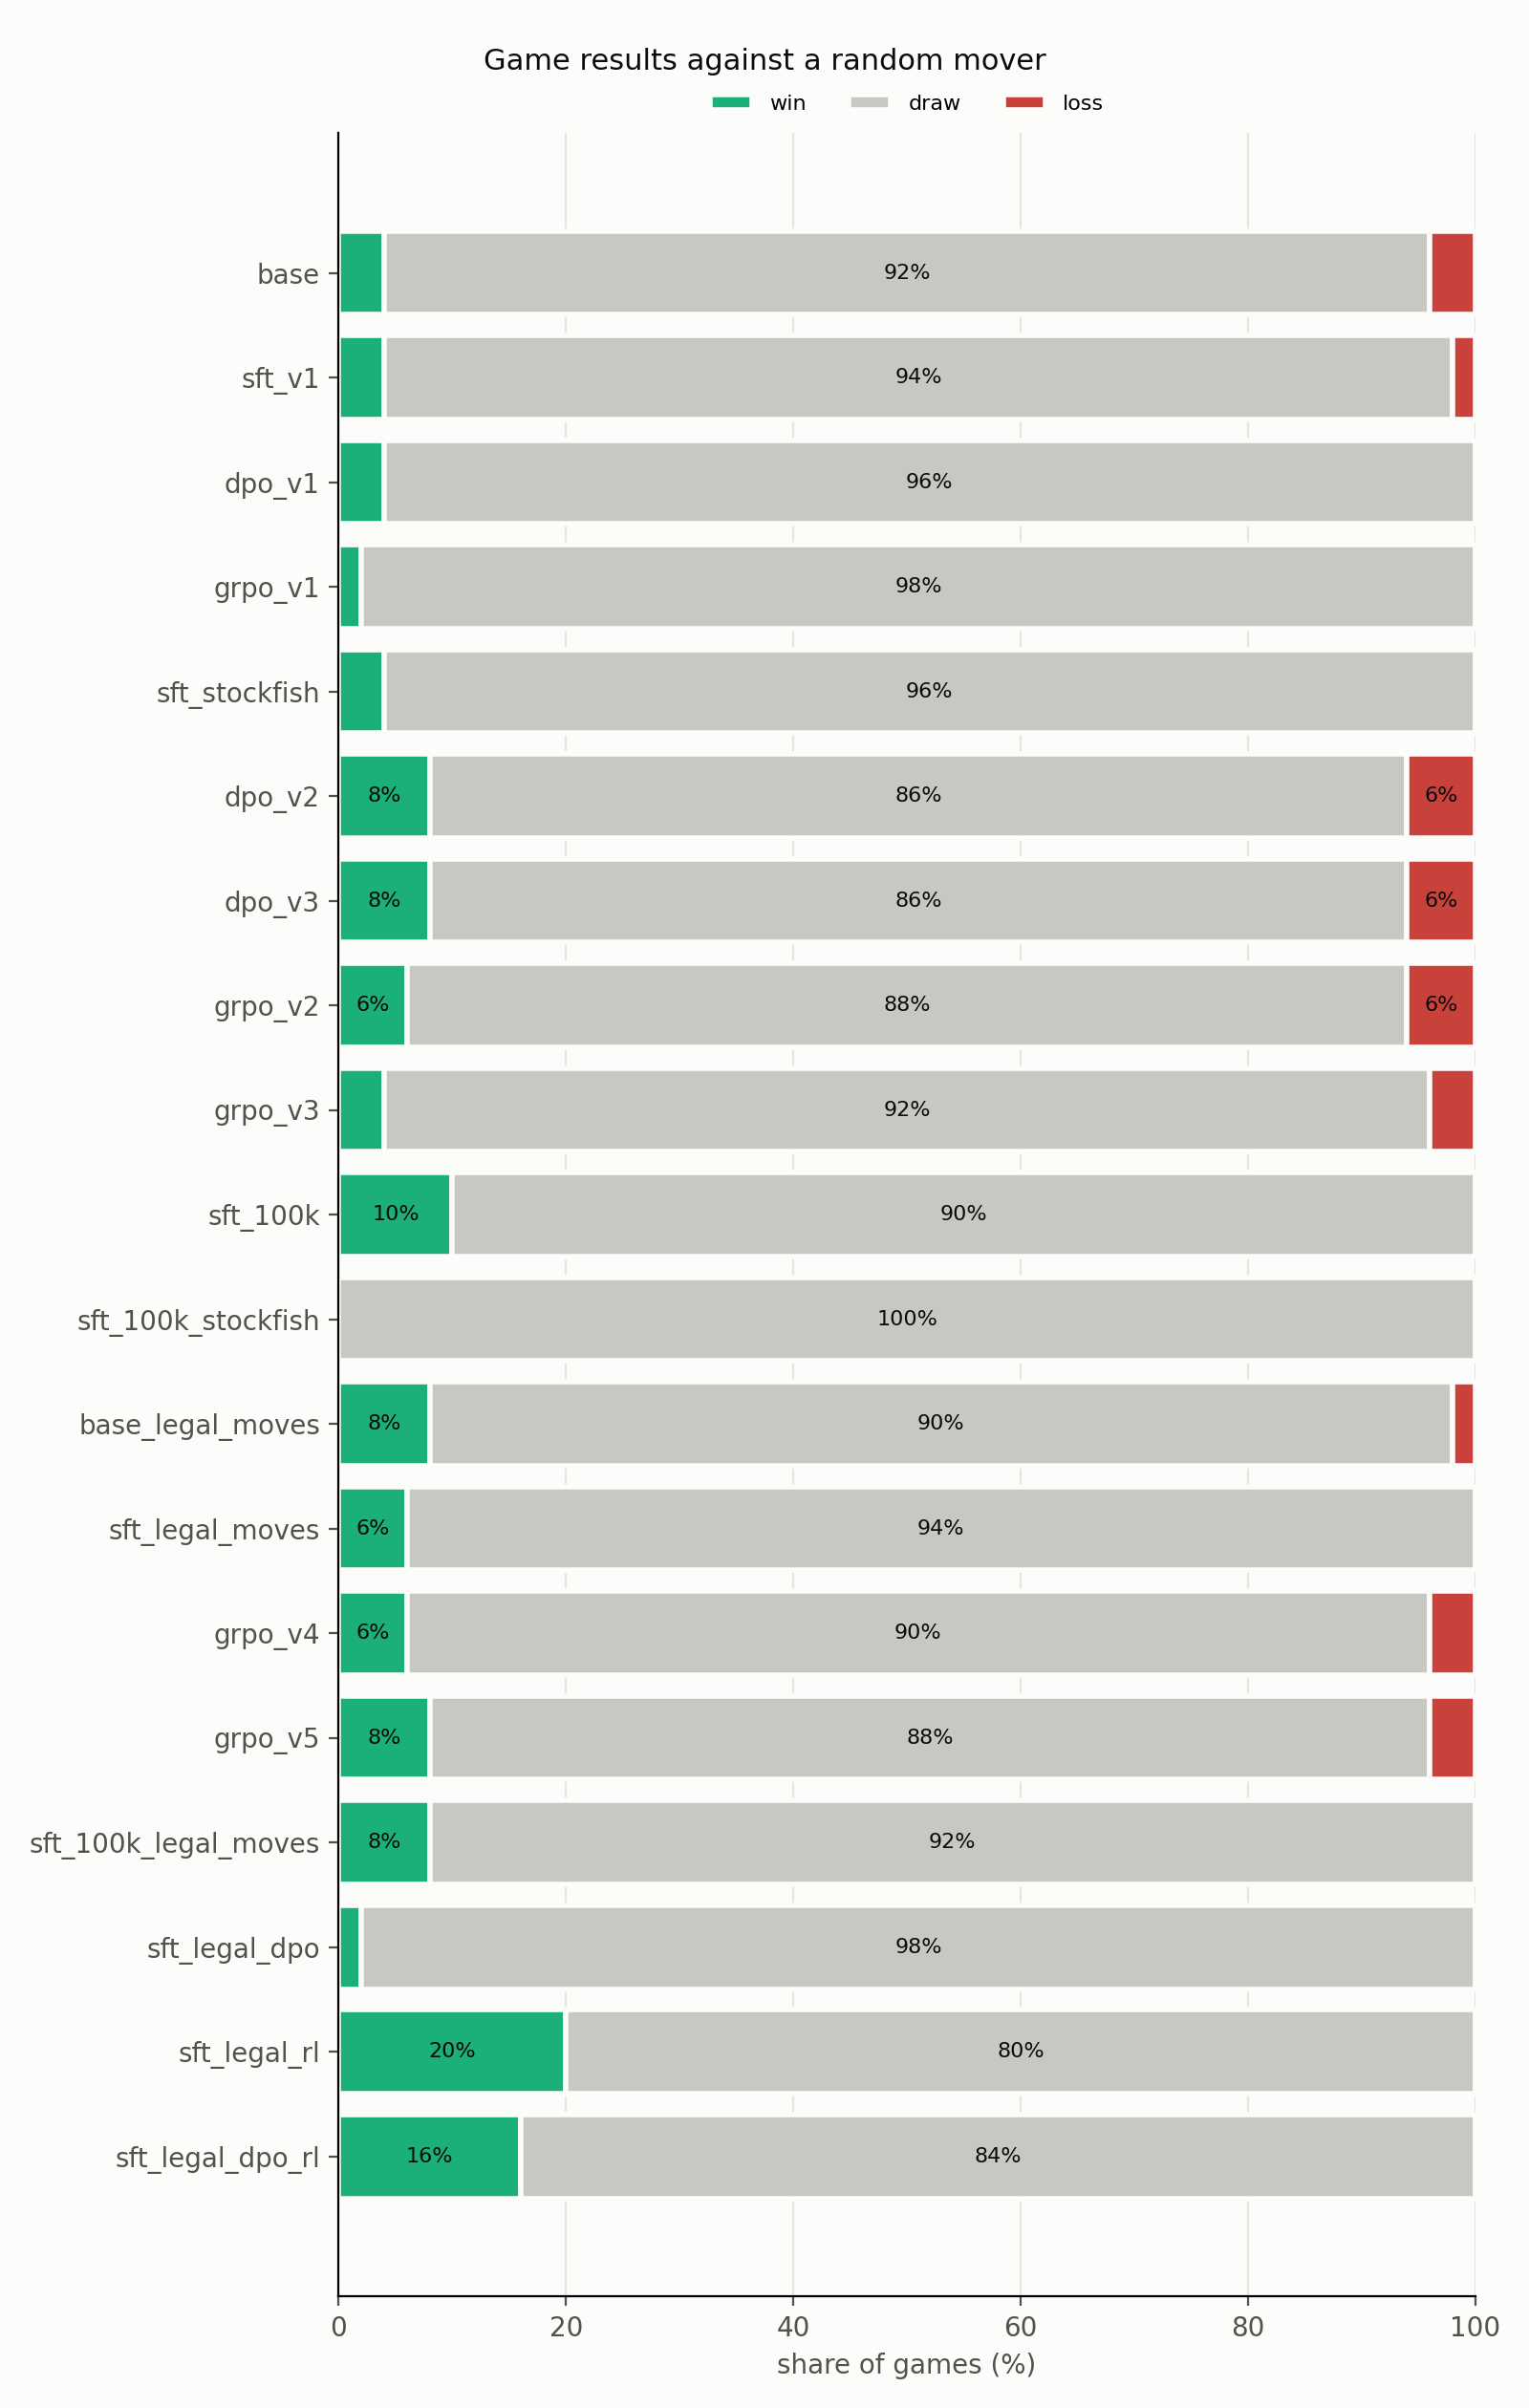 Game results against a random mover
win draw loss
base 92%
sft_v1 94%
dpo_v1 96%
grpo_v1 98%
sft_stockfish 96%
dpo_v2 8% 86% 6%
dpo_v3 8% 86% 6%
grpo_v2 6% 88% 6%
grpo_v3 92%
sft_100k 10% 90%
sft_100k_stockfish 100%
base_legal_moves 8% 90%
sft_legal_moves 6% 94%
grpo_v4 6% 90%
grpo_v5 8% 88%
sft_100k_legal_moves 8% 92%
sft_legal_dpo 98%
sft_legal_rl 20% 80%
sft_legal_dpo_rl 16% 84%
0 20 40 60 80 100
share of games (%)